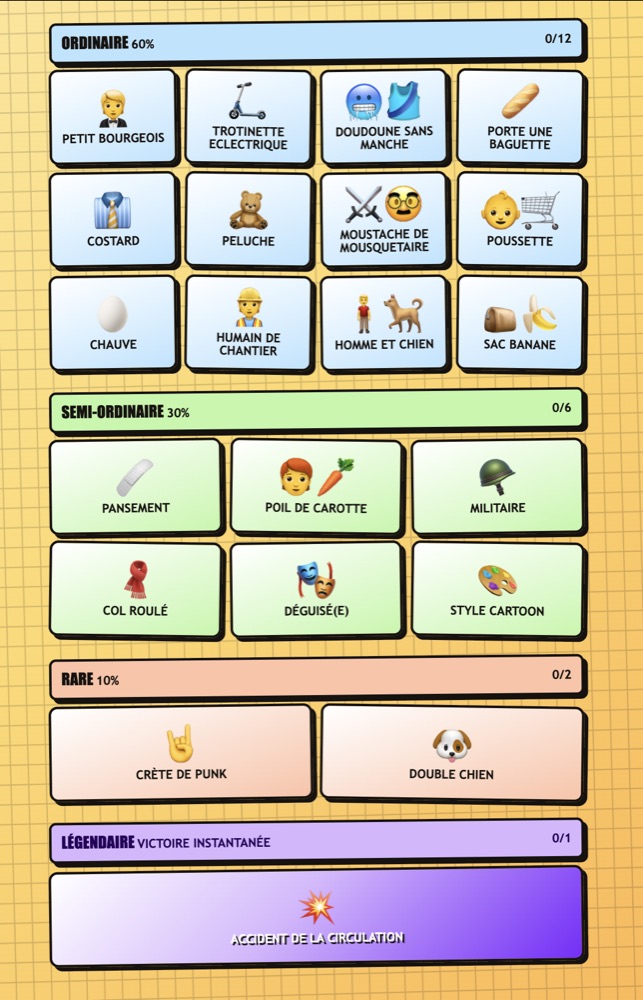 ORDINAIRE 60% 0/12
PETIT BOURGEOIS
TROTINETTE
ECLECTRIQUE
DOUDOUNE SANS
MANCHE
PORTE UNE
BAGUETTE
COSTARD
PELUCHE
MOUSTACHE DE
MOUSQUETAIRE
POUSSETTE
CHAUVE
HUMAIN DE
CHANTIER
HOMME ET CHIEN
SAC BANANE
SEMI-ORDINAIRE 30% 0/6
PANSEMENT
POIL DE CAROTTE
MILITAIRE
COL ROULÉ
DÉGUISÉ(E)
STYLE CARTOON
RARE 10% 0/2
CRÈTE DE PUNK
DOUBLE CHIEN
LÉGENDAIRE VICTOIRE INSTANTANÉE 0/1
ACCIDENT DE LA CIRCULATION